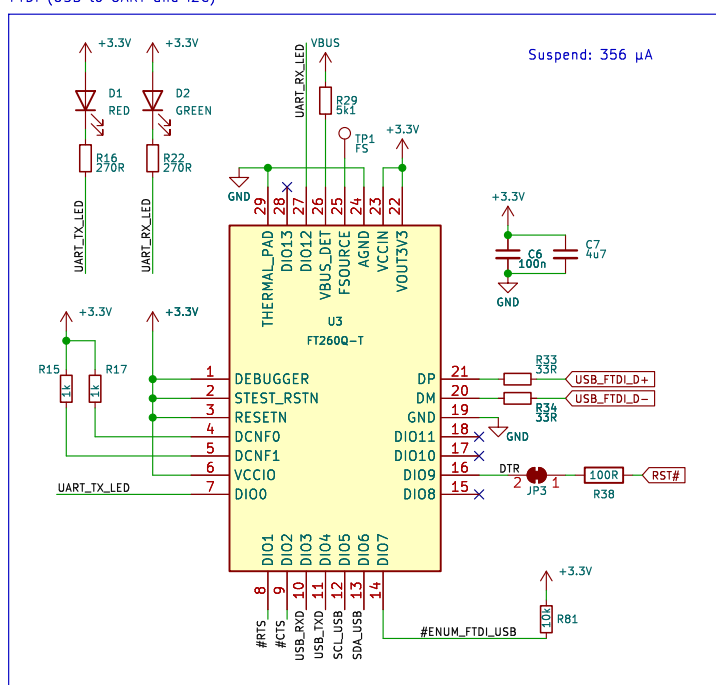 Suspend: 356 µA
+3.3V
+3.3V
VBUS
UART_RX_LED
D1
RED
D2
GREEN
R29
5k1
TP1
FS
+3.3V
R16
270R
R22
270R
GND
UART_TX_LED
UART_RX_LED
29
28
27
26
25
24
23
22
THERMAL_PAD
DIO13
DIO12
VBUS_DET
FSOURCE
AGND
VCCIN
VOUT3V3
+3.3V
C6
100n
C7
4u7
GND
U3
FT260Q-T
+3.3V
+3.3V
R15
1k
R17
1k
1
DEBUGGER
2
STEST_RSTN
3
RESETN
4
DCNF0
5
DCNF1
6
VCCIO
UART_TX_LED
7
DIO0
DP
21
R33
33R
USB_FTDI_D+
DM
20
R34
33R
USB_FTDI_D-
GND
19
GND
DIO11
18
DIO10
17
DIO9
16
DTR
2
JP3
1
100R
R38
RST#
DIO8
15
DIO1
DIO2
DIO3
DIO4
DIO5
DIO6
DIO7
8
9
10
11
12
13
14
#RTS
#CTS
USB_RXD
USB_TXD
SCL_USB
SDA_USB
#ENUM_FTDI_USB
+3.3V
10k
R81